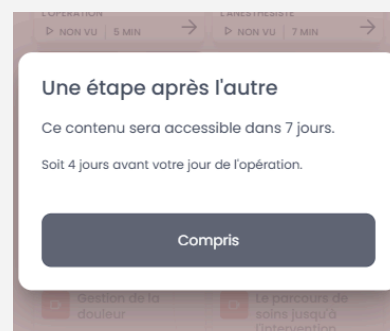 L'OPÉRATION
L'ANESTHÉSISTE
NON VU 5 MIN
NON VU 7 MIN
Une étape après l'autre
Ce contenu sera accessible dans 7 jours.
Soit 4 jours avant votre jour de l'opération.
Compris
Gestion de la
douleur
Le parcours de
soins jusqu'à
l'intervention